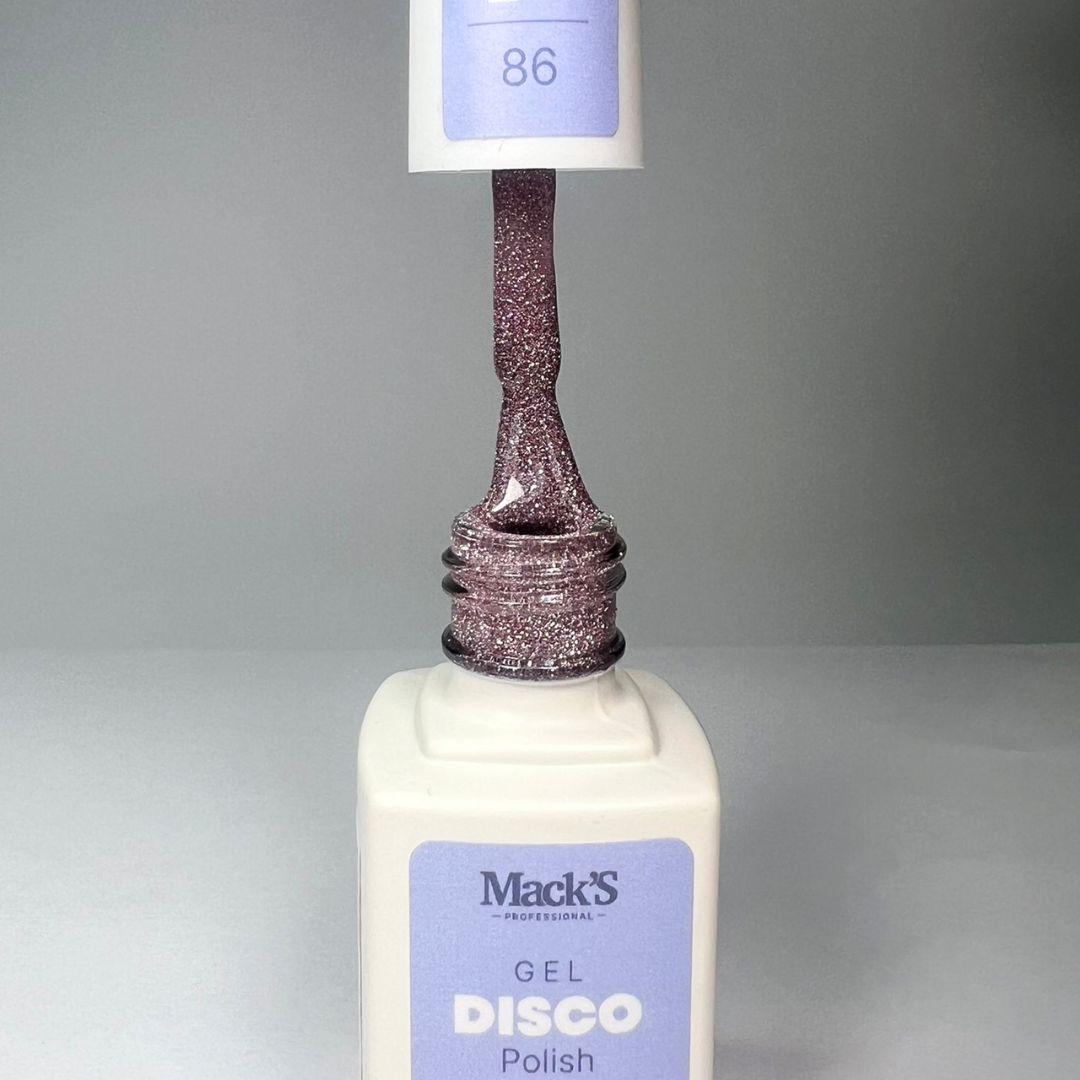 86
Mack'S
PROFESSIONAL
GEL
DISCO
Polish